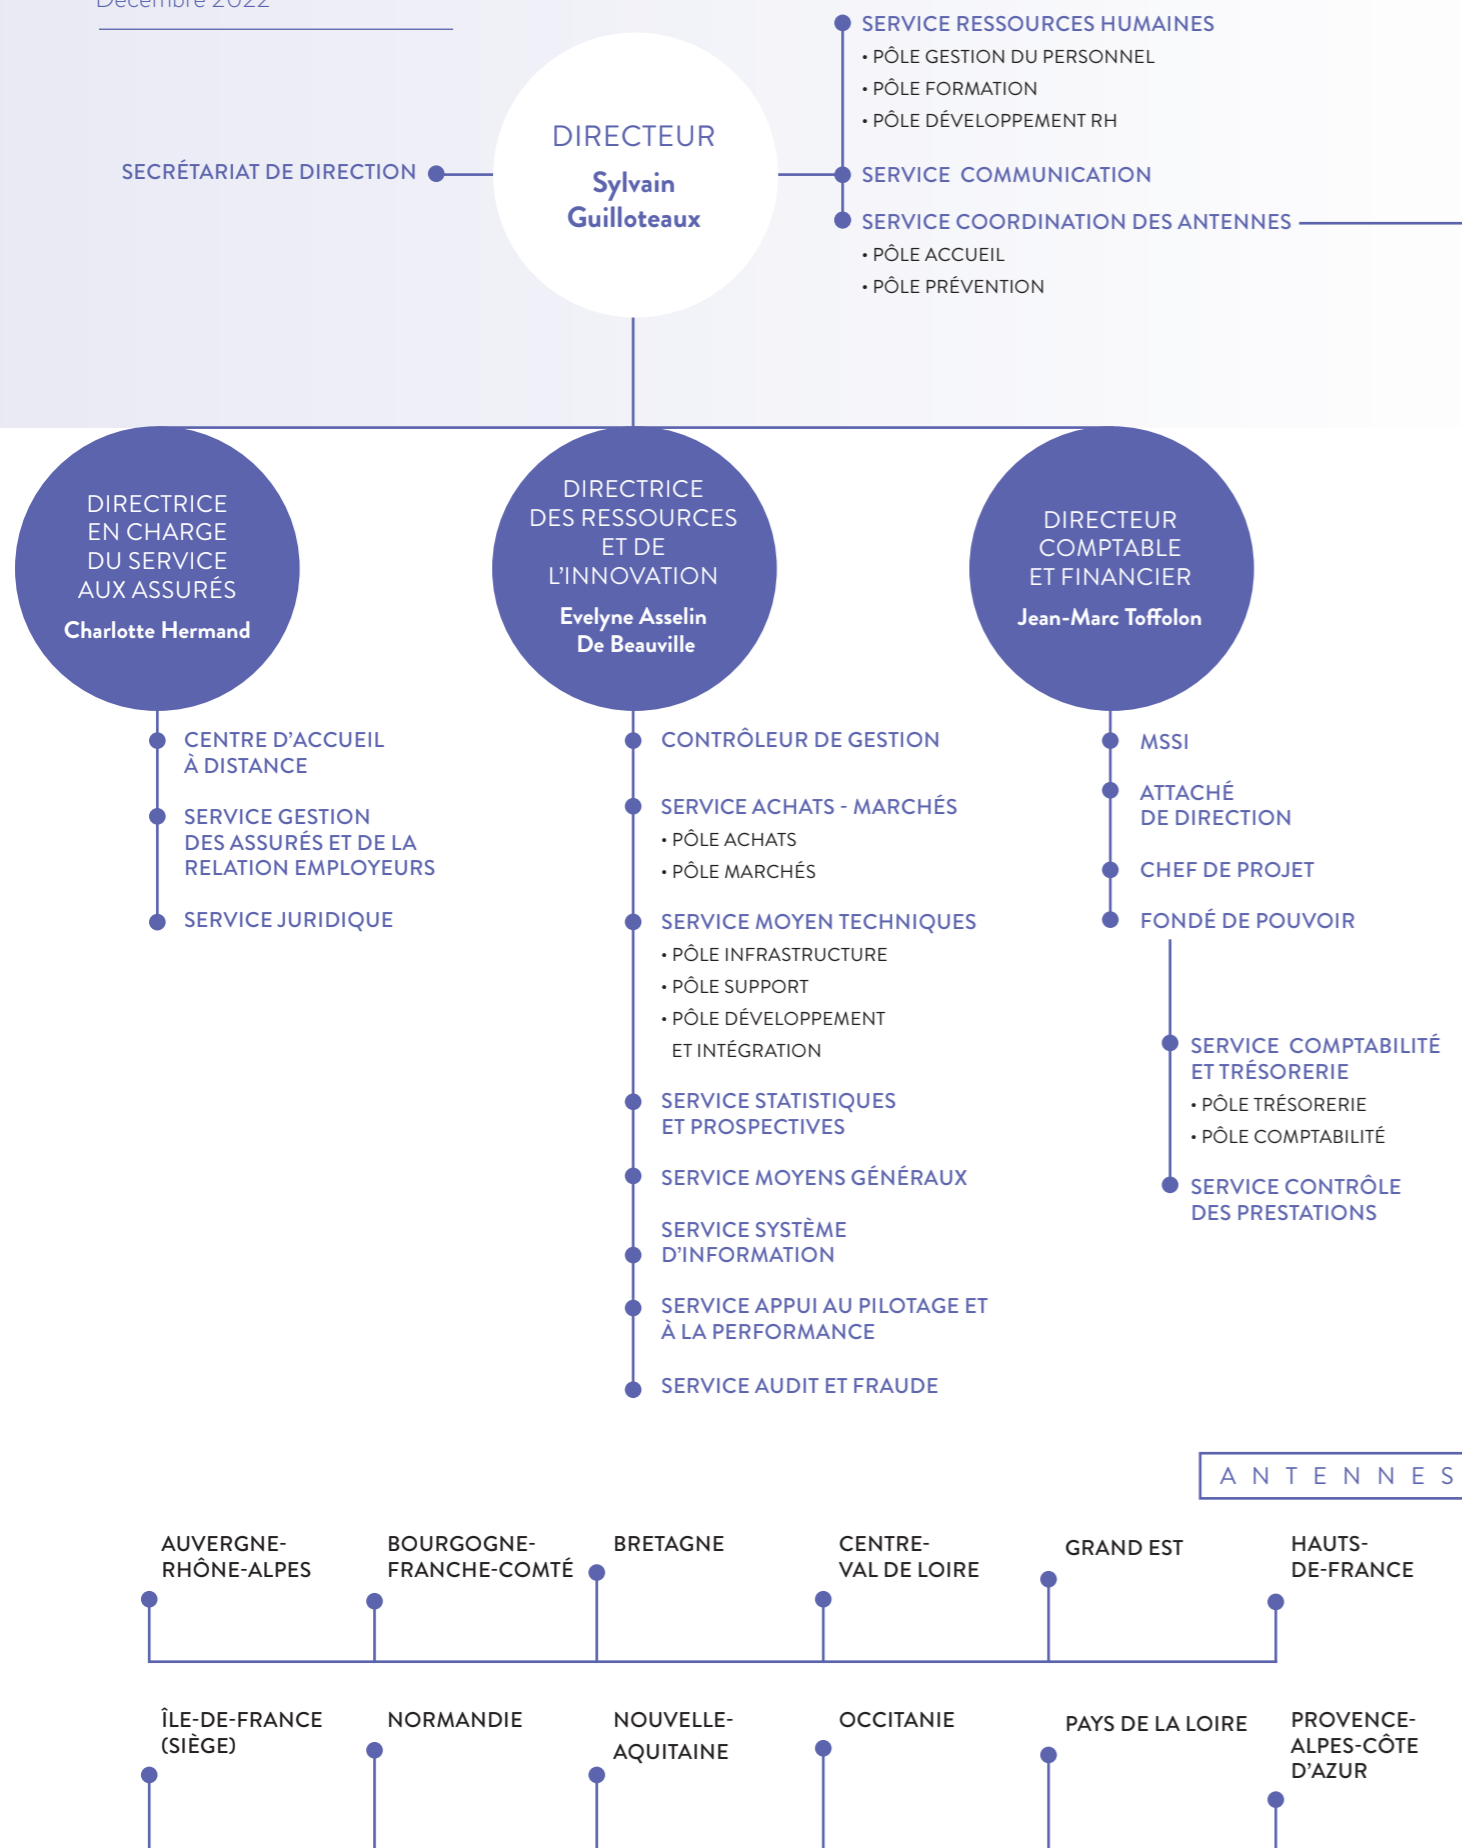 Décembre 2022
SERVICE RESSOURCES HUMAINES
• PÔLE GESTION DU PERSONNEL
• PÔLE FORMATION
• PÔLE DÉVELOPPEMENT RH
DIRECTEUR
Sylvain
Guilloteaux
SECRÉTARIAT DE DIRECTION
SERVICE COMMUNICATION
SERVICE COORDINATION DES ANTENNES
• PÔLE ACCUEIL
• PÔLE PRÉVENTION
DIRECTRICE
EN CHARGE
DU SERVICE
AUX ASSURÉS
Charlotte Hermand
CENTRE D'ACCUEIL
À DISTANCE
SERVICE GESTION
DES ASSURÉS ET DE LA
RELATION EMPLOYEURS
SERVICE JURIDIQUE
DIRECTRICE
DES RESSOURCES
ET DE
L'INNOVATION
Evelyne Asselin
De Beauville
CONTRÔLEUR DE GESTION
SERVICE ACHATS - MARCHÉS
• PÔLE ACHATS
• PÔLE MARCHÉS
SERVICE MOYEN TECHNIQUES
• PÔLE INFRASTRUCTURE
• PÔLE SUPPORT
• PÔLE DÉVELOPPEMENT
ET INTÉGRATION
SERVICE STATISTIQUES
ET PROSPECTIVES
SERVICE MOYENS GÉNÉRAUX
SERVICE SYSTÈME
D'INFORMATION
SERVICE APPUI AU PILOTAGE ET
À LA PERFORMANCE
SERVICE AUDIT ET FRAUDE
DIRECTEUR
COMPTABLE
ET FINANCIER
Jean-Marc Toffolon
MSSI
ATTACHÉ
DE DIRECTION
CHEF DE PROJET
FONDÉ DE POUVOIR
SERVICE COMPTABILITÉ
ET TRÉSORERIE
• PÔLE TRÉSORERIE
• PÔLE COMPTABILITÉ
SERVICE CONTRÔLE
DES PRESTATIONS
ANTENNES
AUVERGNE-
RHÔNE-ALPES
BOURGOGNE-
FRANCHE-COMTÉ
BRETAGNE
CENTRE-
VAL DE LOIRE
GRAND EST
HAUTS-
DE-FRANCE
ÎLE-DE-FRANCE
(SIÈGE)
NORMANDIE
NOUVELLE-
AQUITAINE
OCCITANIE
PAYS DE LA LOIRE
PROVENCE-
ALPES-CÔTE
D'AZUR